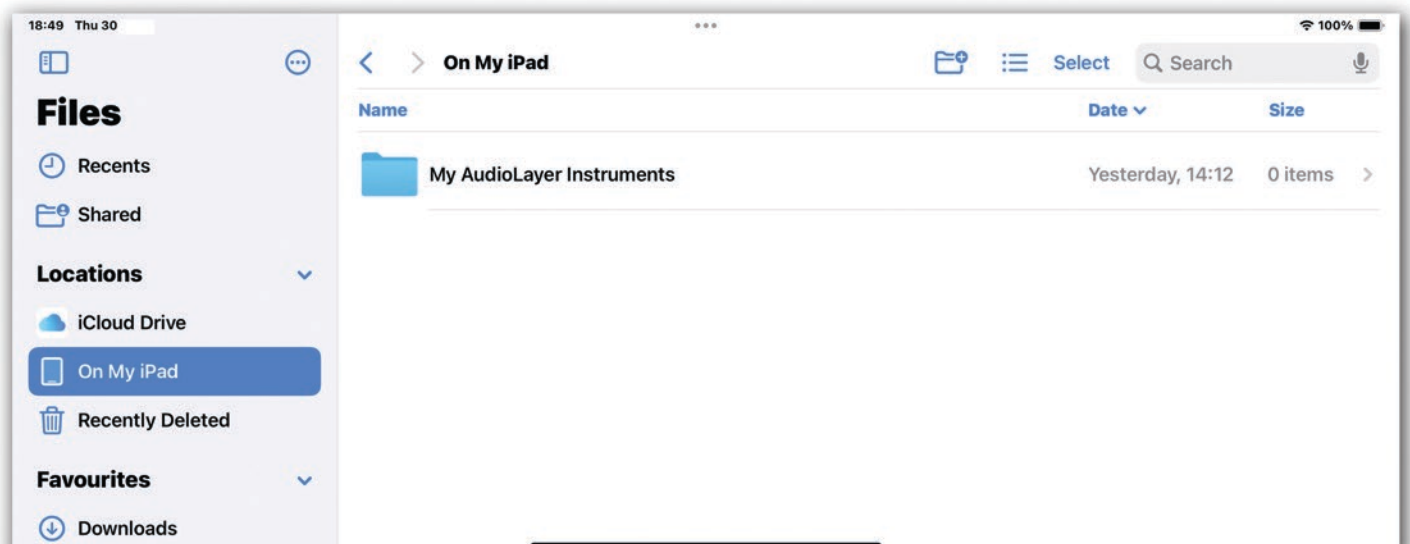 18:49 Thu 30
100%
Files
Recents
Shared
Locations
iCloud Drive
On My iPad
Recently Deleted
Favourites
Downloads
On My iPad
Select
Search
Name
Date
Size
My AudioLayer Instruments
Yesterday, 14:12
0 items